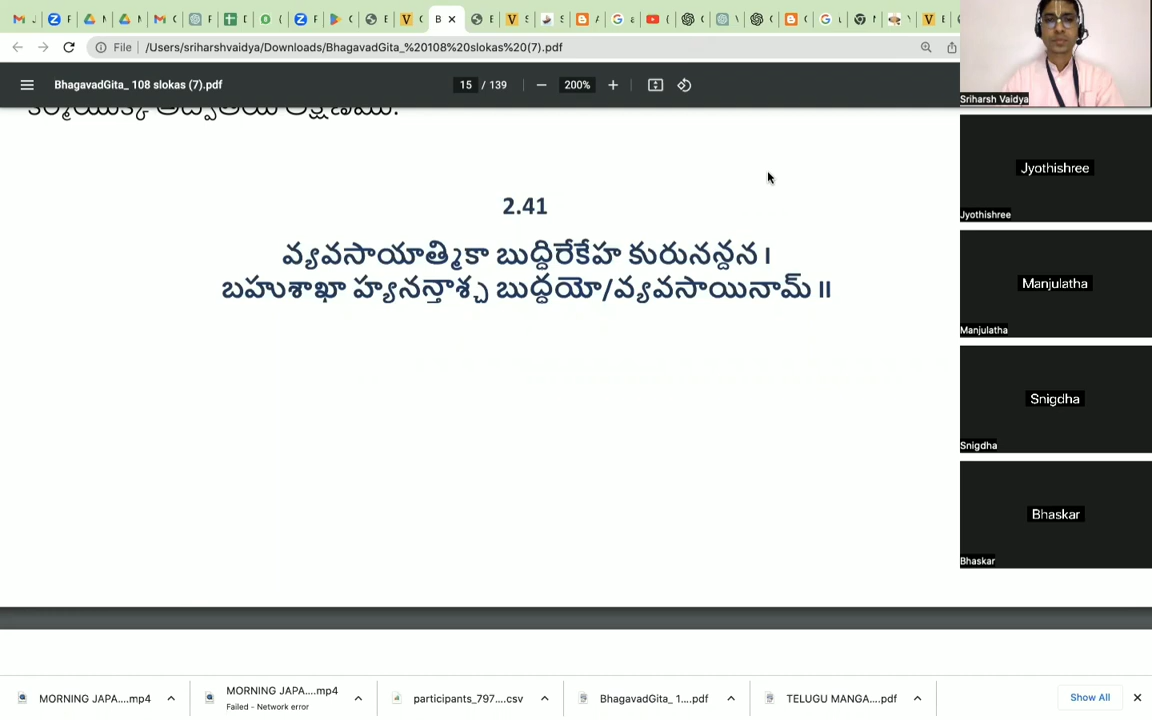 File
/Users/sriharshvaidya/Downloads/BhagavadGita_%20108%20slokas%20(7).pdf
BhagavadGita_ 108 slokas (7).pdf
15 / 139
200%
Sriharsh Vaidya
Jyothishree
Jyothishree
2.41
వ్యవసాయాత్మికా బుద్ధిరేకేహ కురునన్దన ।
బహుశాఖా హ్యనన్తాశ్చ బుద్ధయో/వ్యవసాయినామ్ ॥
Manjulatha
Manjulatha
Snigdha
Snigdha
Bhaskar
Bhaskar
MORNING JAPA....mp4
MORNING JAPA....mp4
Failed - Network error
participants_797....csv
BhagavadGita_ 1....pdf
TELUGU MANGA....pdf
Show All